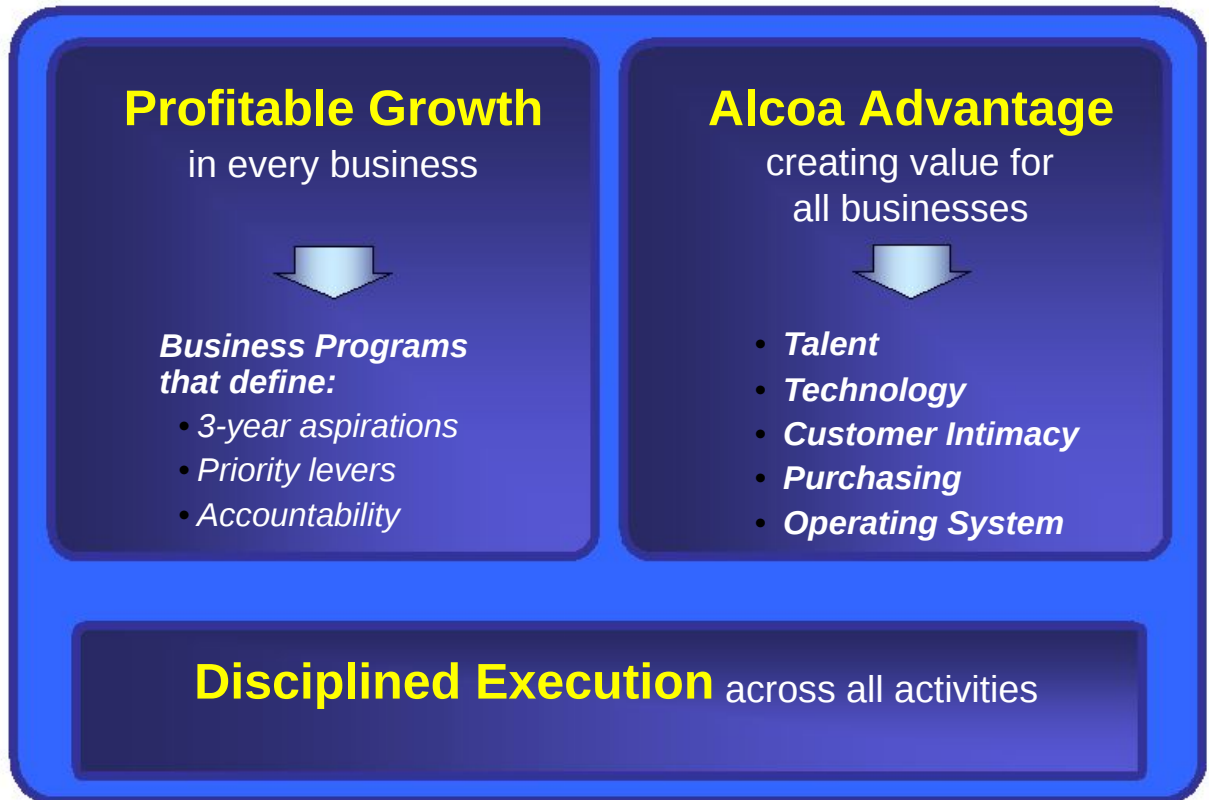 Profitable Growth
in every business
Business Programs
that define:
• 3-year aspirations
• Priority levers
• Accountability
Alcoa Advantage
creating value for
all businesses
• Talent
• Technology
• Customer Intimacy
• Purchasing
• Operating System
Disciplined Execution across all activities